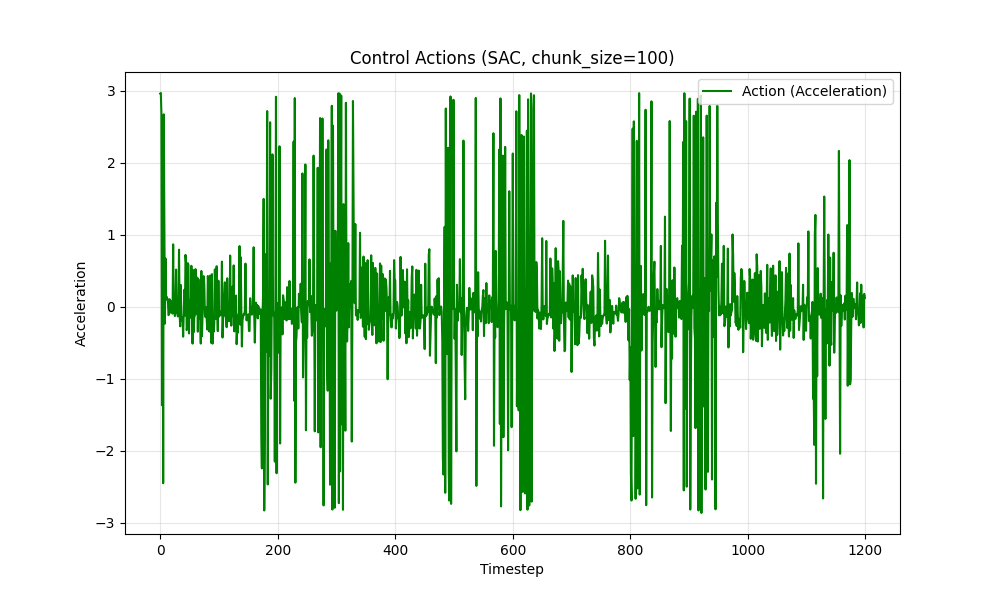 Control Actions (SAC, chunk_size=100)
Action (Acceleration)
3
2
1
0
−1
−2
−3
Acceleration
0 200 400 600 800 1000 1200
Timestep